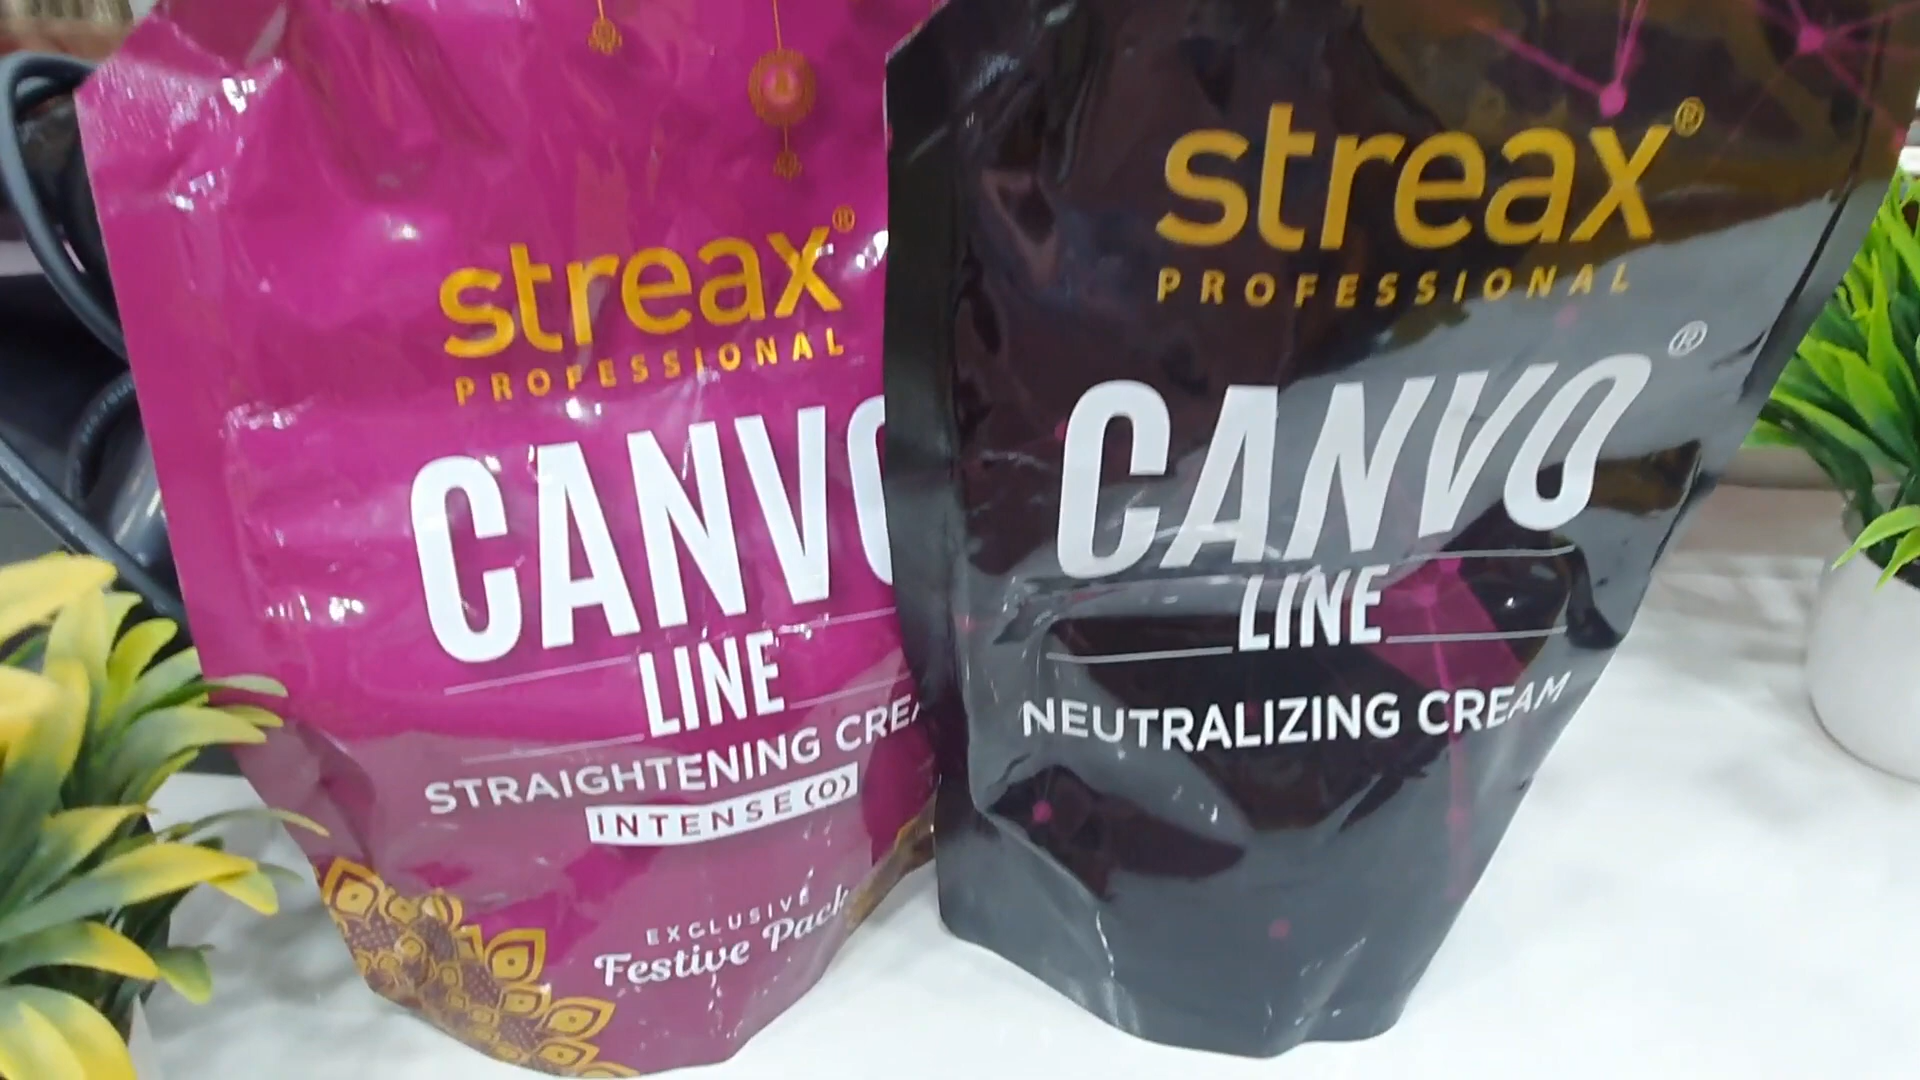 streax®
PROFESSIONAL
CANVO
LINE
STRAIGHTENING CREA
INTENSE (O)
EXCLUSIVE
Festive Pack
streax®
PROFESSIONAL
CANVO®
LINE
NEUTRALIZING CREAM